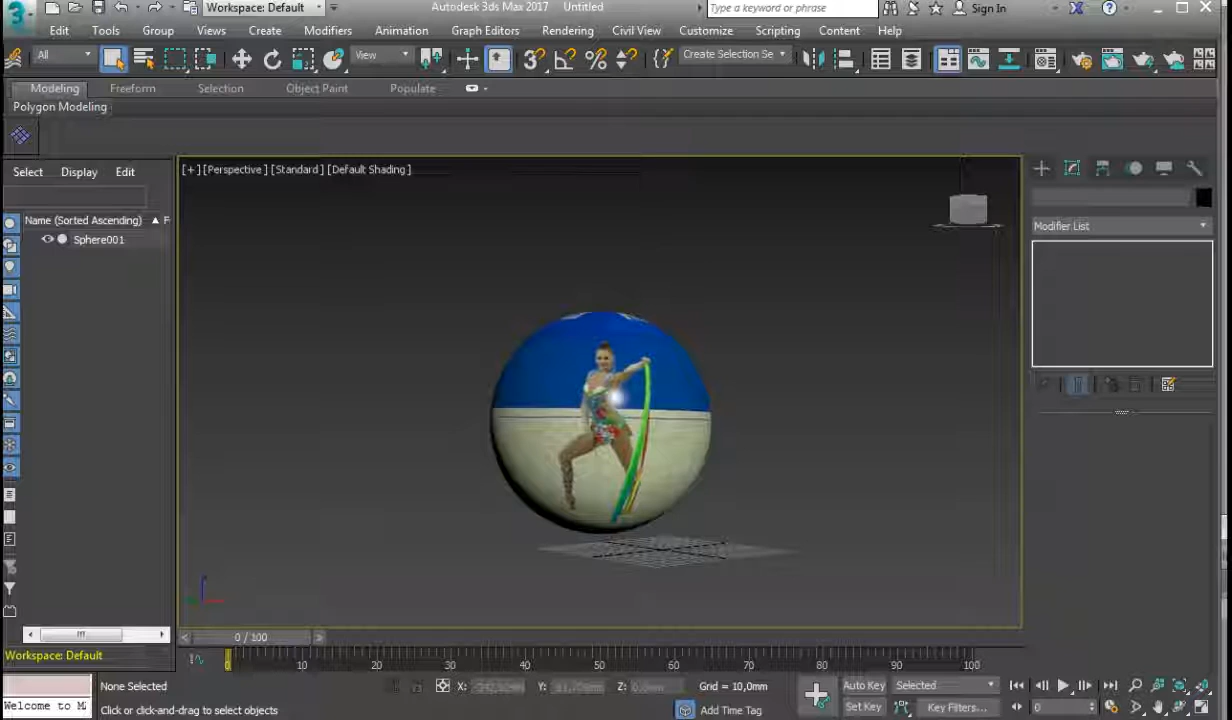 Workspace: Default
Autodesk 3ds Max 2017 Untitled
Type a keyword or phrase
Sign In
Edit Tools Group Views Create Modifiers Animation Graph Editors Rendering Civil View Customize Scripting Content Help
All
View
Create Selection Se
Modeling Freeform Selection Object Paint Populate
Polygon Modeling
Select Display Edit
[+] [Perspective ] [Standard ] [Default Shading ]
Name (Sorted Ascending) ▲ F
Sphere001
Modifier List
0 / 100
Workspace: Default
0 10 20 30 40 50 60 70 80 90 100
None Selected
X:
Y:
Z:
Grid = 10,0mm
Auto Key
Selected
Welcome to M
Click or click-and-drag to select objects
Add Time Tag
Set Key
Key Filters...
0